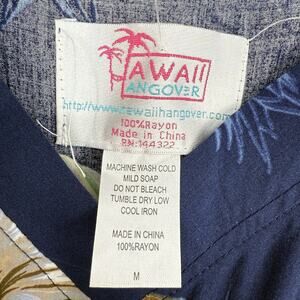 AWAII
ANGOVER
http://www.hawaiihangover.com
100%Rayon
Made in China
RN:144322
MACHINE WASH COLD
MILD SOAP
DO NOT BLEACH
TUMBLE DRY LOW
COOL IRON
MADE IN CHINA
100%RAYON
M